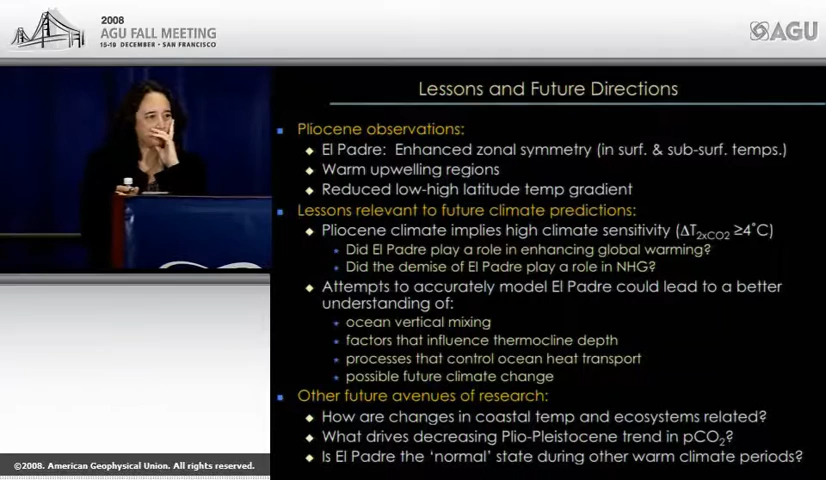 2008
AGU FALL MEETING
15-19 DECEMBER • SAN FRANCISCO
AGU
Lessons and Future Directions
Pliocene observations:
El Padre: Enhanced zonal symmetry (in surf. & sub-surf. temps.)
Warm upwelling regions
Reduced low-high latitude temp gradient
Lessons relevant to future climate predictions:
Pliocene climate implies high climate sensitivity (ΔT2xCO2 ≥4˚C)
Did El Padre play a role in enhancing global warming?
Did the demise of El Padre play a role in NHG?
Attempts to accurately model El Padre could lead to a better
understanding of:
ocean vertical mixing
factors that influence thermocline depth
processes that control ocean heat transport
possible future climate change
Other future avenues of research:
How are changes in coastal temp and ecosystems related?
What drives decreasing Plio-Pleistocene trend in pCO2?
Is El Padre the 'normal' state during other warm climate periods?
©2008. American Geophysical Union. All rights reserved.